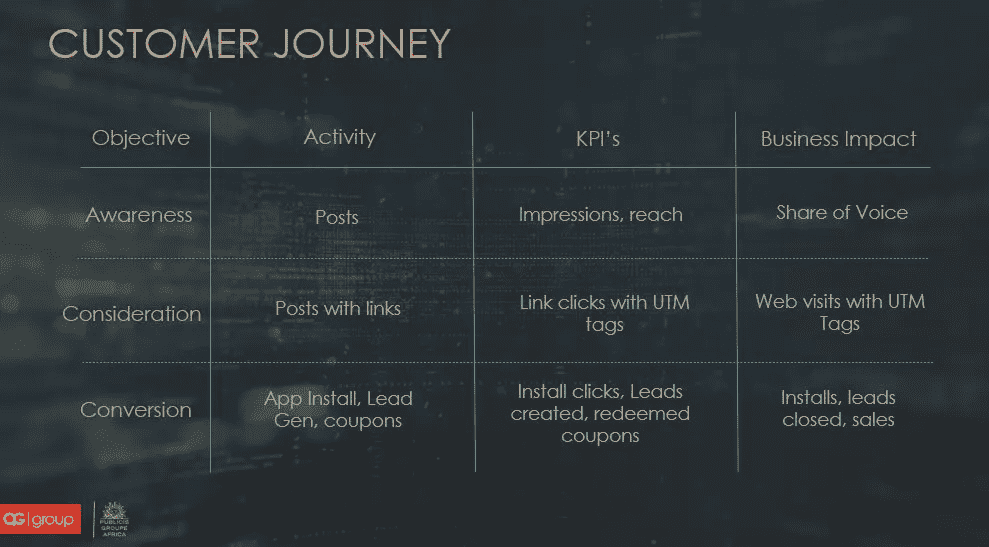 CUSTOMER JOURNEY
Objective
Activity
KPI's
Business Impact
Awareness
Posts
Impressions, reach
Share of Voice
Consideration
Posts with links
Link clicks with UTM
tags
Web visits with UTM
Tags
Conversion
App Install, Lead
Gen, coupons
Install clicks, Leads
created, redeemed
coupons
Installs, leads
closed, sales
OG|group
PUBLICIS
GROUPE
AFRICA